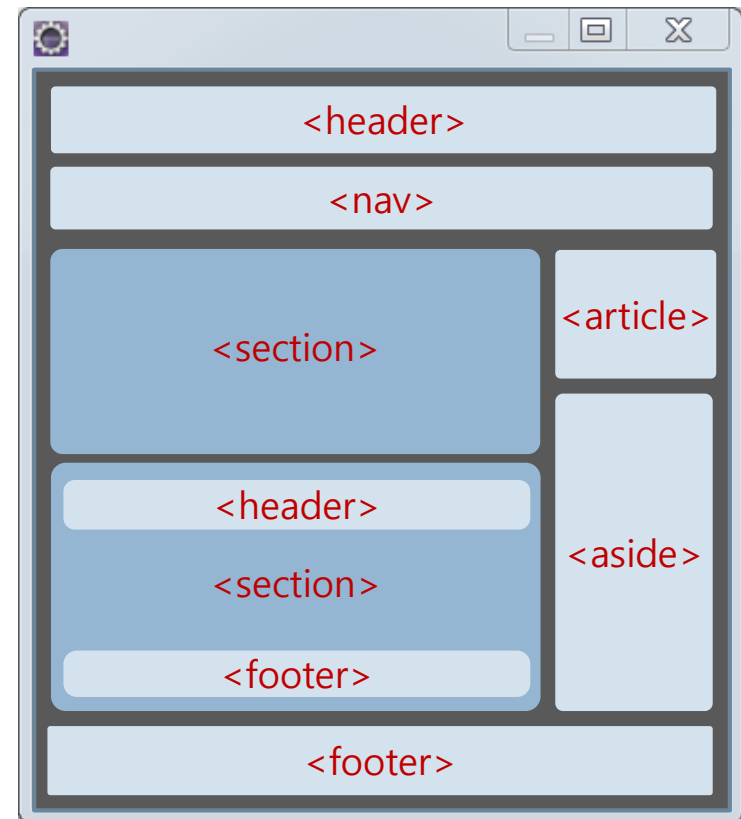 <header>
<nav>
<section>
<article>
<header>
<section>
<footer>
<aside>
<footer>